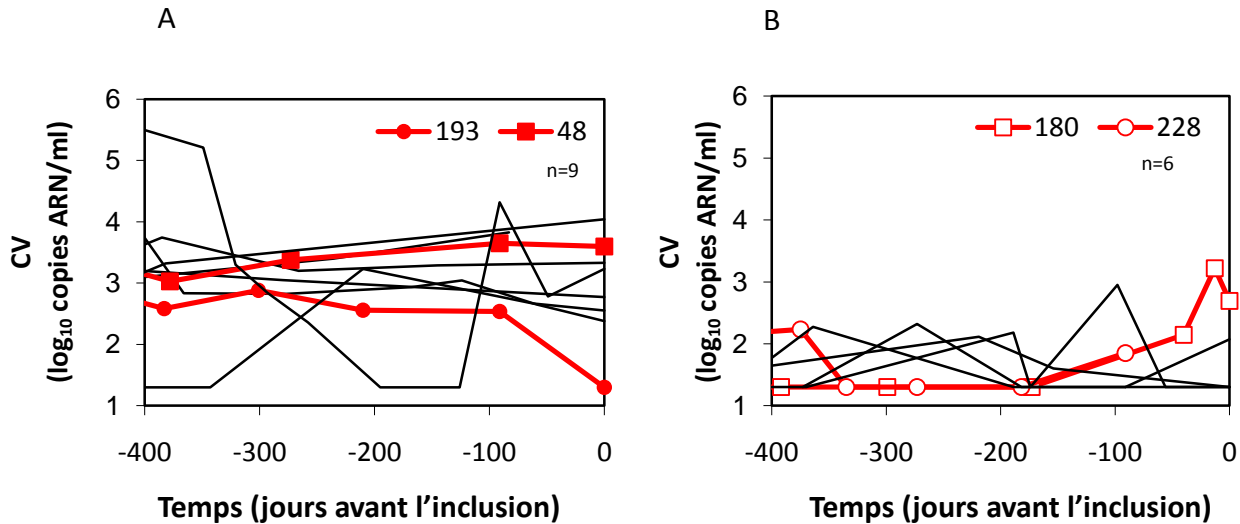 A
CV
(log₁₀ copies ARN/ml)
6
5
4
3
2
1
193
48
n=9
-400
-300
-200
-100
0
Temps (jours avant l’inclusion)
B
CV
(log₁₀ copies ARN/ml)
6
5
4
3
2
1
180
228
n=6
-400
-300
-200
-100
0
Temps (jours avant l’inclusion)